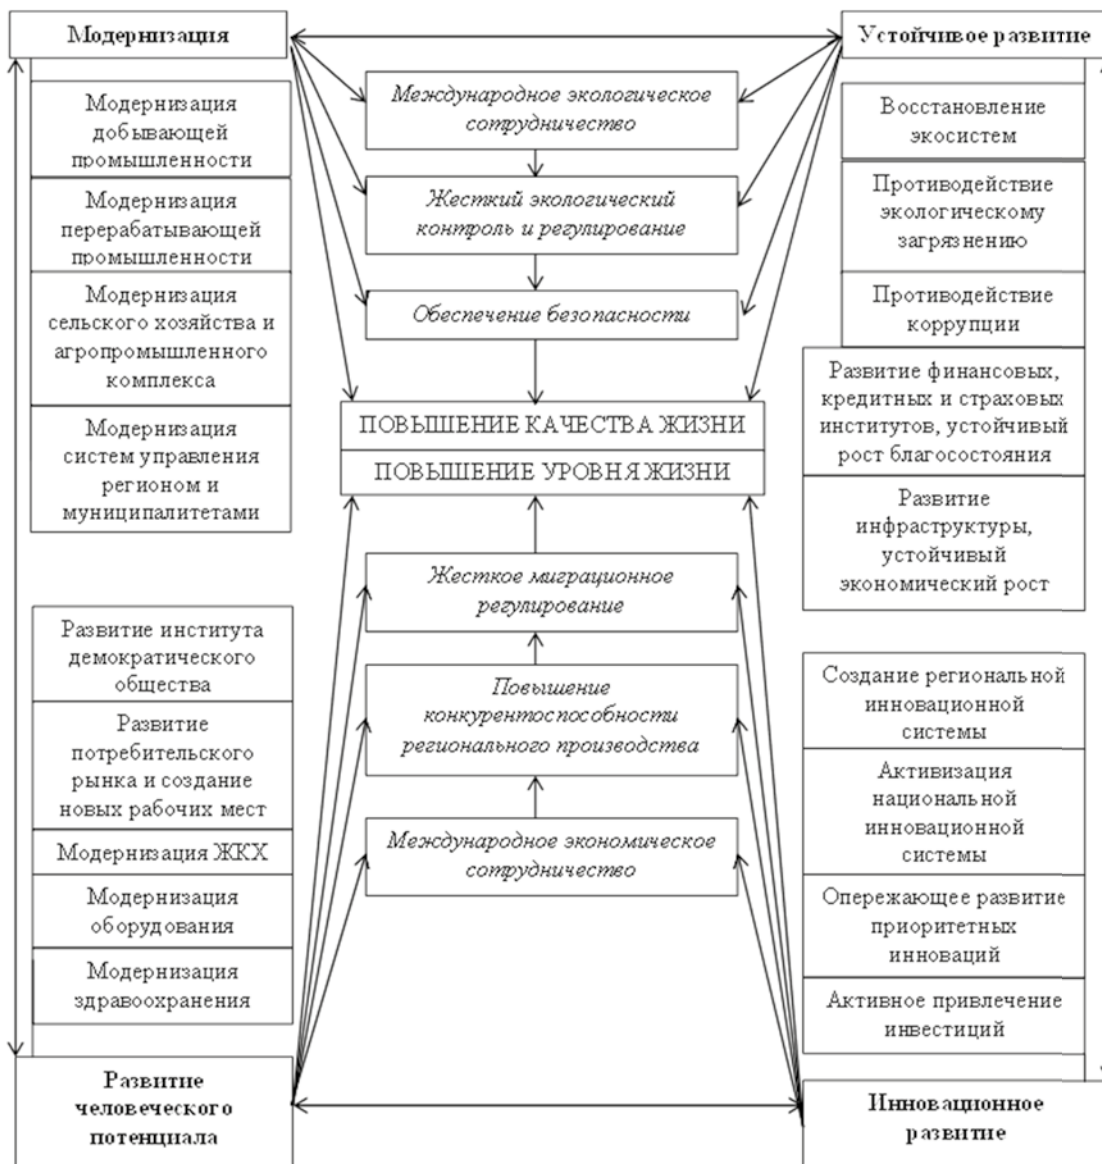 Модернизация
Устойчивое развитие
Модернизация
добывающей
промышленности
Модернизация
перерабатывающей
промышленности
Модернизация
сельского хозяйства и
агропромышленного
комплекса
Модернизация
систем управления
регионом и
муниципалитетами
Международное экологическое
сотрудничество
Жесткий экологический
контроль и регулирование
Обеспечение безопасности
Восстановление
экосистем
Противодействие
экологическому
загрязнению
Противодействие
коррупции
Развитие финансовых,
кредитных и страховых
институтов, устойчивый
рост благосостояния
Развитие
инфраструктуры,
устойчивый
экономический рост
ПОВЫШЕНИЕ КАЧЕСТВА ЖИЗНИ
ПОВЫШЕНИЕ УРОВНЯ ЖИЗНИ
Жесткое миграционное
регулирование
Повышение
конкурентоспособности
регионального производства
Международное экономическое
сотрудничество
Развитие института
демократического
общества
Развитие
потребительского
рынка и создание
новых рабочих мест
Модернизация ЖКХ
Модернизация
оборудования
Модернизация
здравоохранения
Создание региональной
инновационной
системы
Активизация
национальной
инновационной
системы
Опережающее развитие
приоритетных
инноваций
Активное привлечение
инвестиций
Развитие
человеческого
потенциала
Инновационное
развитие